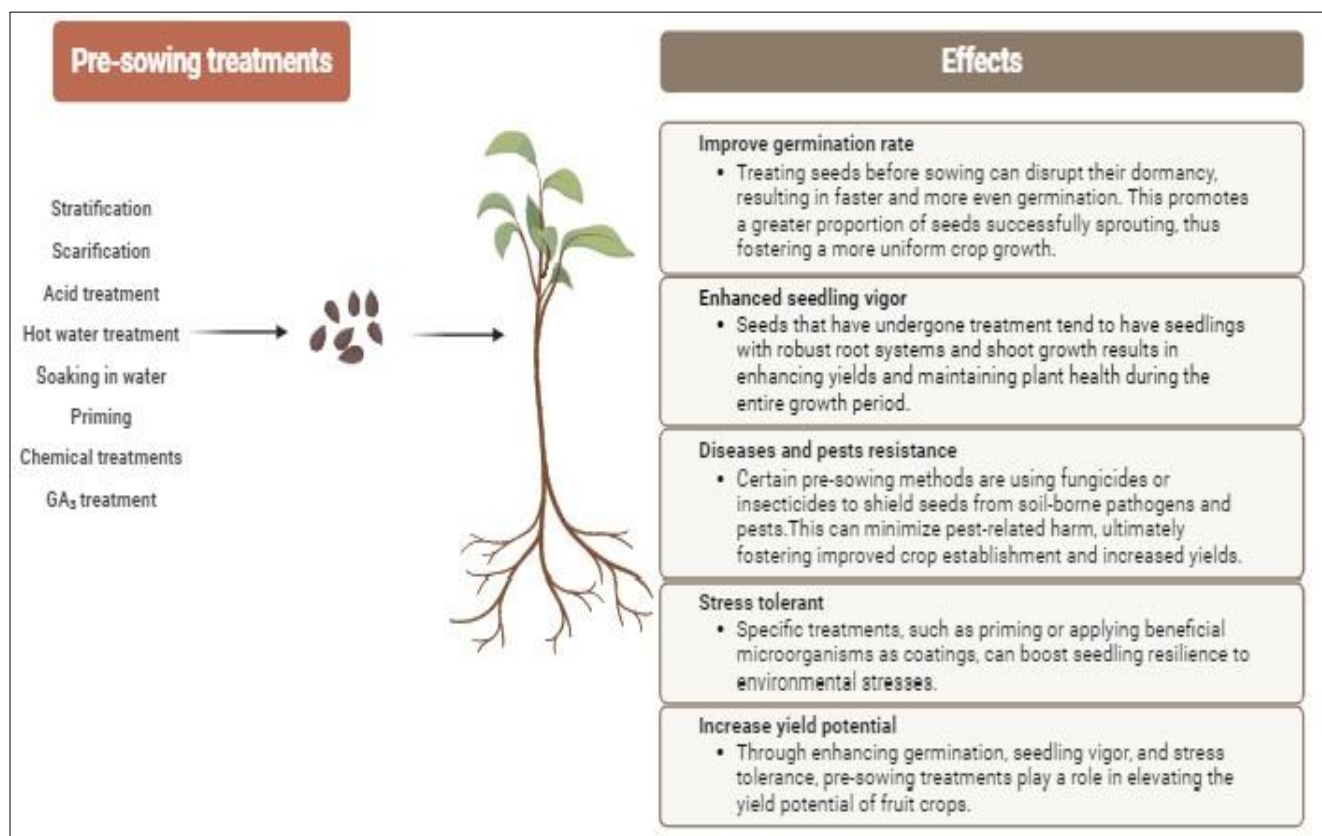 Pre-sowing treatments
Stratification
Scarification
Acid treatment
Hot water treatment
Soaking in water
Priming
Chemical treatments
GA₃ treatment
Effects
Improve germination rate
• Treating seeds before sowing can disrupt their dormancy,
resulting in faster and more even germination. This promotes
a greater proportion of seeds successfully sprouting, thus
fostering a more uniform crop growth.
Enhanced seedling vigor
• Seeds that have undergone treatment tend to have seedlings
with robust root systems and shoot growth results in
enhancing yields and maintaining plant health during the
entire growth period.
Diseases and pests resistance
• Certain pre-sowing methods are using fungicides or
insecticides to shield seeds from soil-borne pathogens and
pests.This can minimize pest-related harm, ultimately
fostering improved crop establishment and increased yields.
Stress tolerant
• Specific treatments, such as priming or applying beneficial
microorganisms as coatings, can boost seedling resilience to
environmental stresses.
Increase yield potential
• Through enhancing germination, seedling vigor, and stress
tolerance, pre-sowing treatments play a role in elevating the
yield potential of fruit crops.